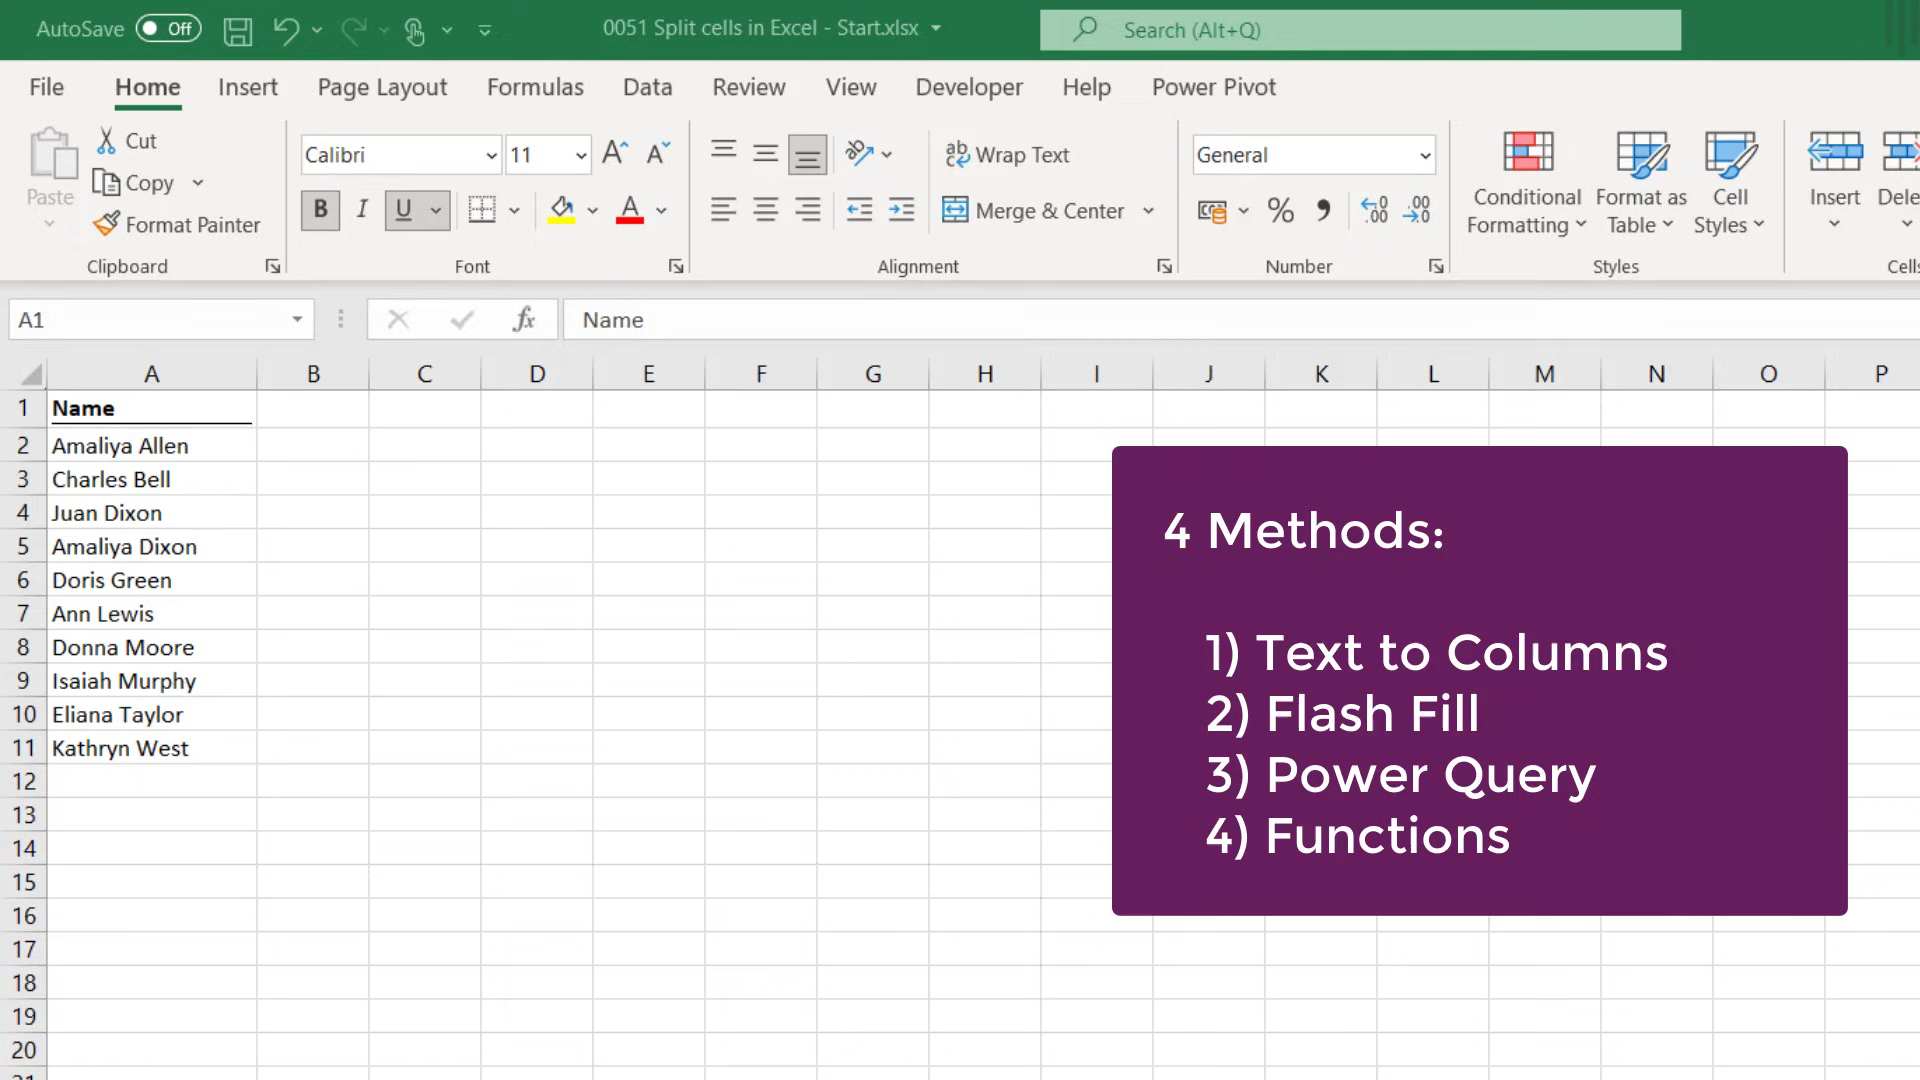 AutoSave Off 0051 Split cells in Excel - Start.xlsx Search (Alt+Q)
File Home Insert Page Layout Formulas Data Review View Developer Help Power Pivot
Paste
Cut
Copy
Format Painter
Clipboard
Calibri 11
B I U A
Font
Wrap Text
Merge & Center
Alignment
General
% , .00 .00
Number
Conditional Formatting
Format as Table
Cell Styles
Styles
Insert Dele
Cells
A1 fx Name
A B C D E F G H I J K L M N O P
1 Name
2 Amaliya Allen
3 Charles Bell
4 Juan Dixon
5 Amaliya Dixon
6 Doris Green
7 Ann Lewis
8 Donna Moore
9 Isaiah Murphy
10 Eliana Taylor
11 Kathryn West
12
13
14
15
16
17
18
19
20
4 Methods:
1) Text to Columns
2) Flash Fill
3) Power Query
4) Functions